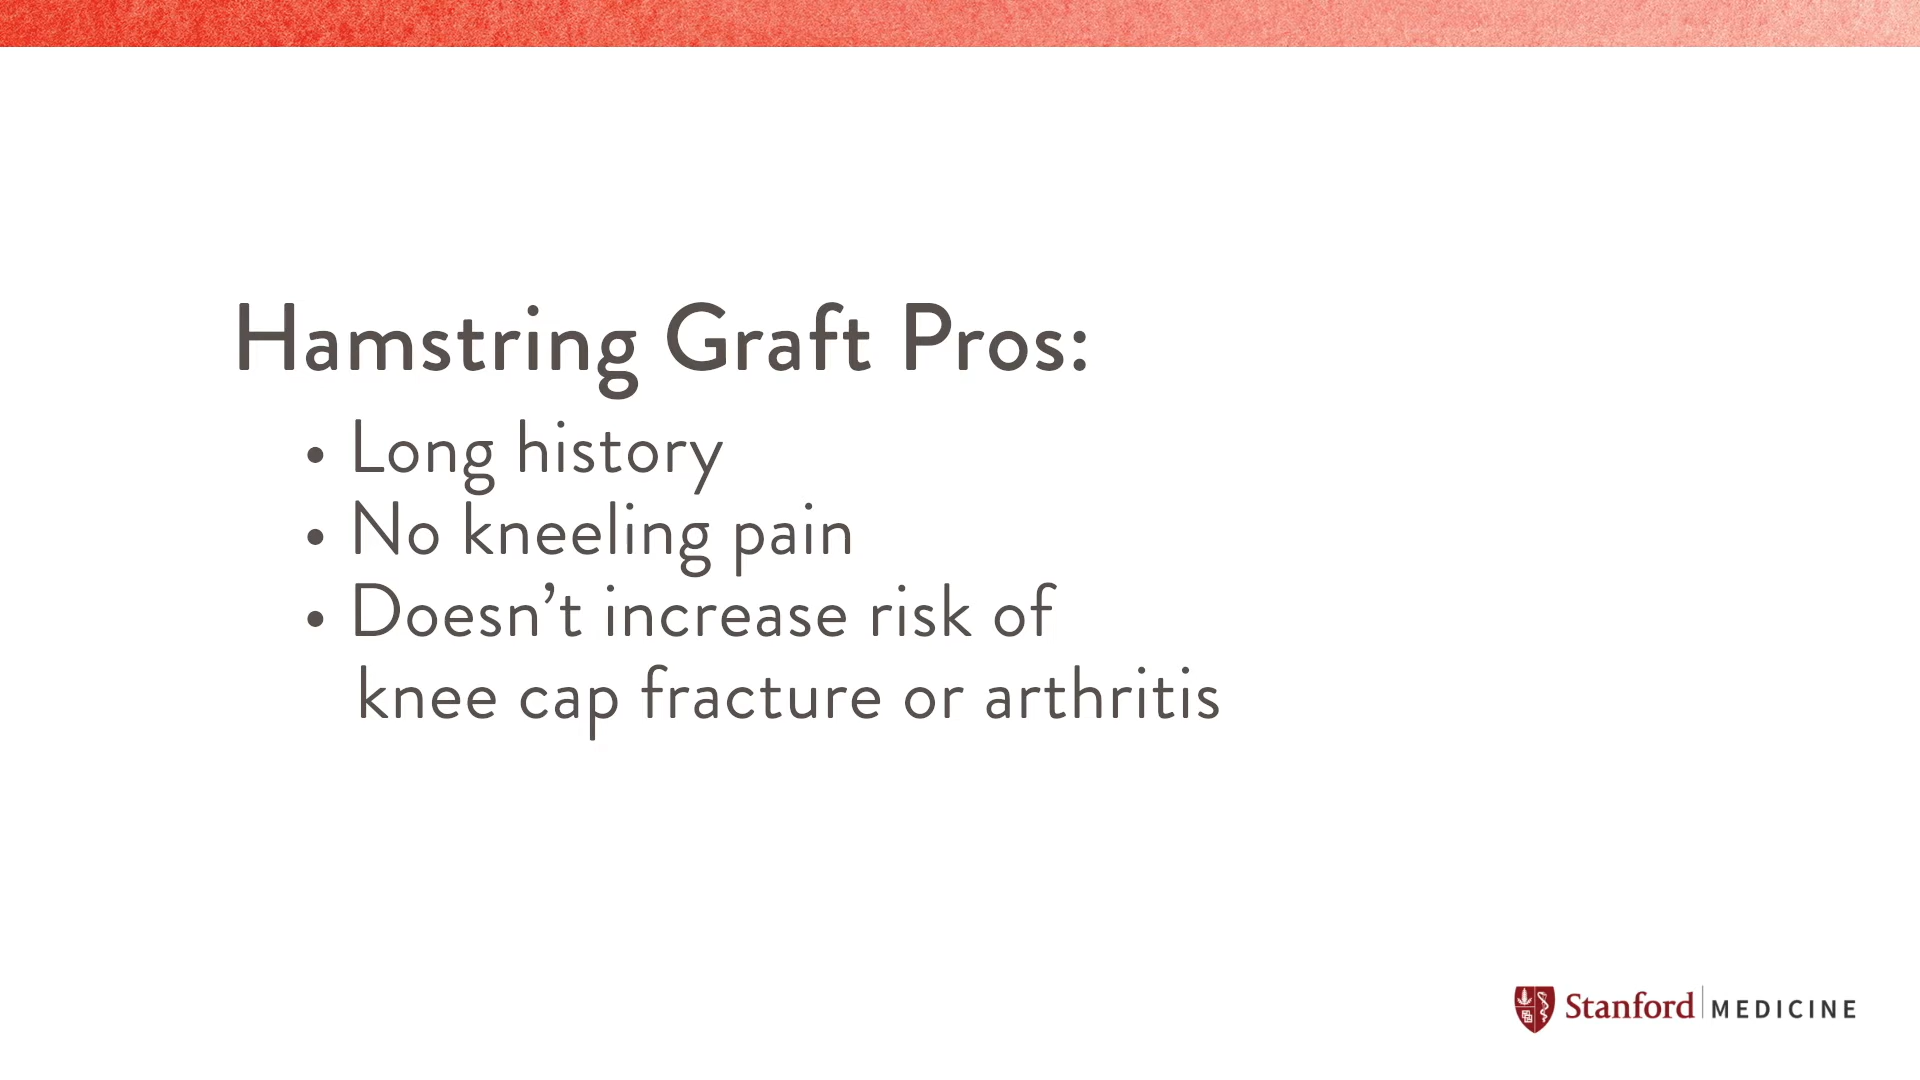 Hamstring Graft Pros:
• Long history
• No kneeling pain
• Doesn’t increase risk of
knee cap fracture or arthritis
Stanford | MEDICINE